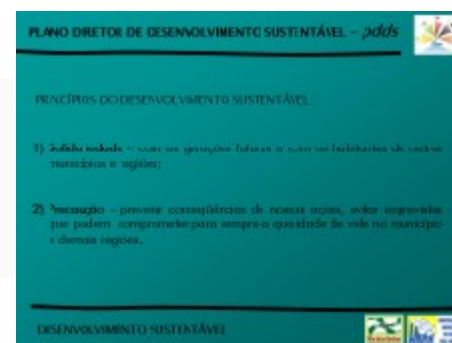 PLANO DIRETOR DE DESENVOLVIMENTO SUSTENTÁVEL – pdds
PRINCÍPIOS DO DESENVOLVIMENTO SUSTENTÁVEL:
1) Solidariedade – com as gerações futuras e com os habitantes de outros
municípios e regiões;
2) Precaução – prevenir conseqüências de nossas ações, evitar imprevistos
que podem comprometer para sempre a qualidade de vida no município
e demais regiões.
DESENVOLVIMENTO SUSTENTÁVEL